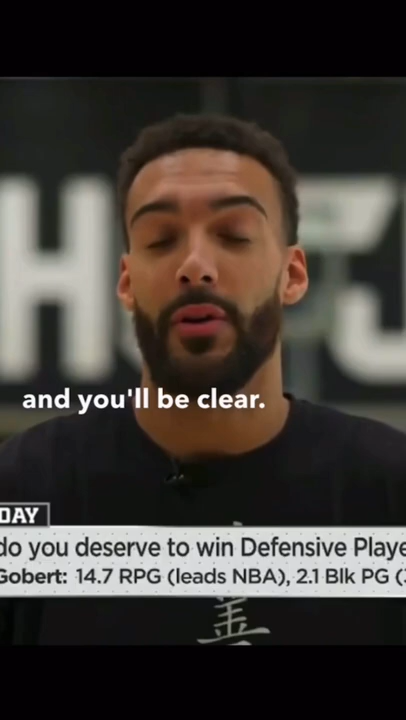 H J
and you'll be clear.
DAY
do you deserve to win Defensive Playe
Gobert: 14.7 RPG (leads NBA), 2.1 Blk PG (
善